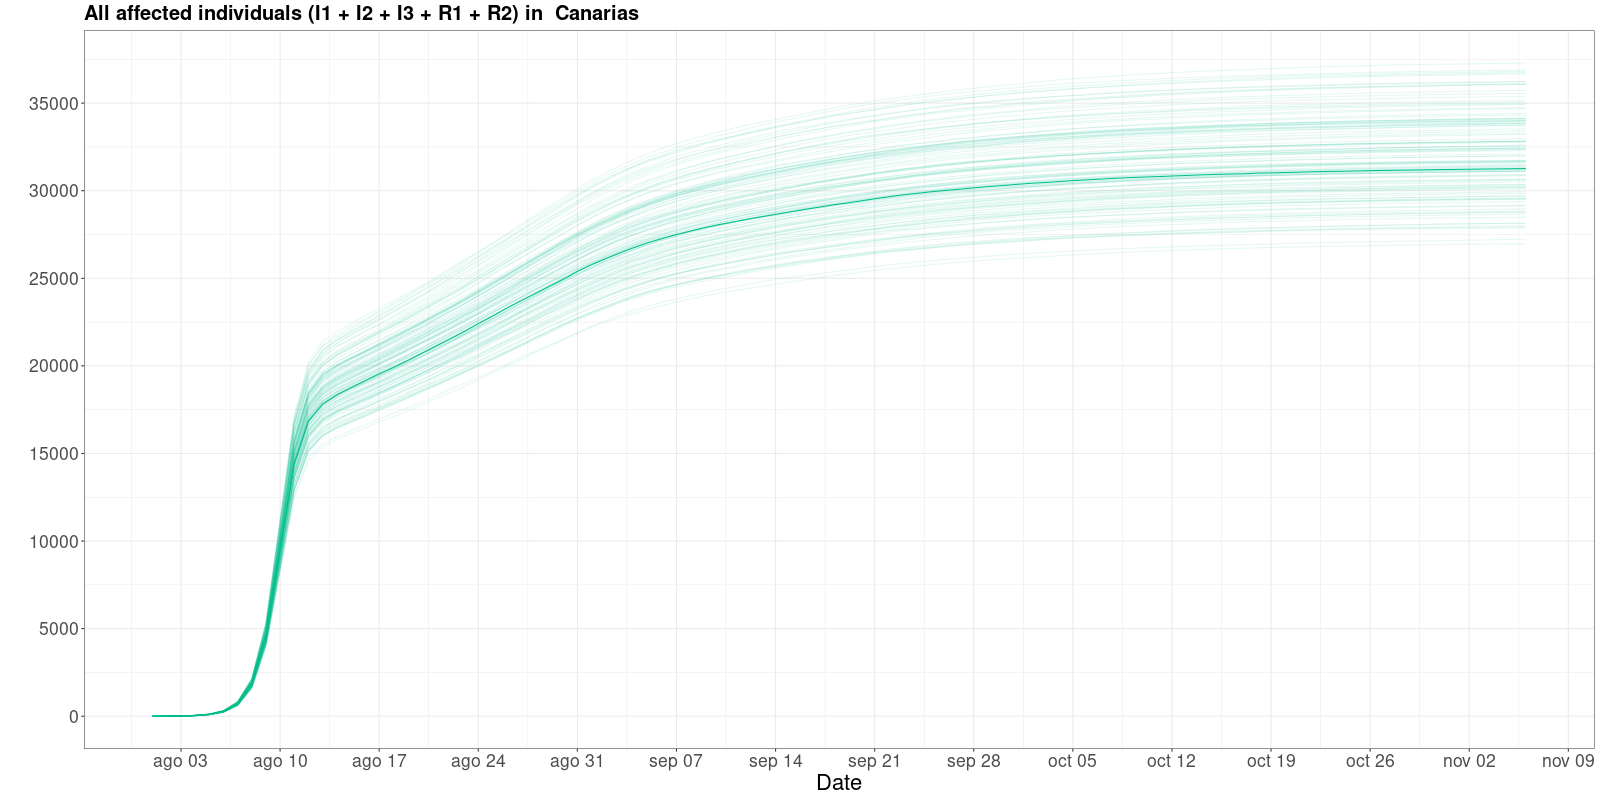 All affected individuals (I1 + I2 + I3 + R1 + R2) in  Canarias
35000
30000
25000
20000
15000
10000
5000
0
ago 03 ago 10 ago 17 ago 24 ago 31 sep 07 sep 14 sep 21 sep 28 oct 05 oct 12 oct 19 oct 26 nov 02 nov 09
Date